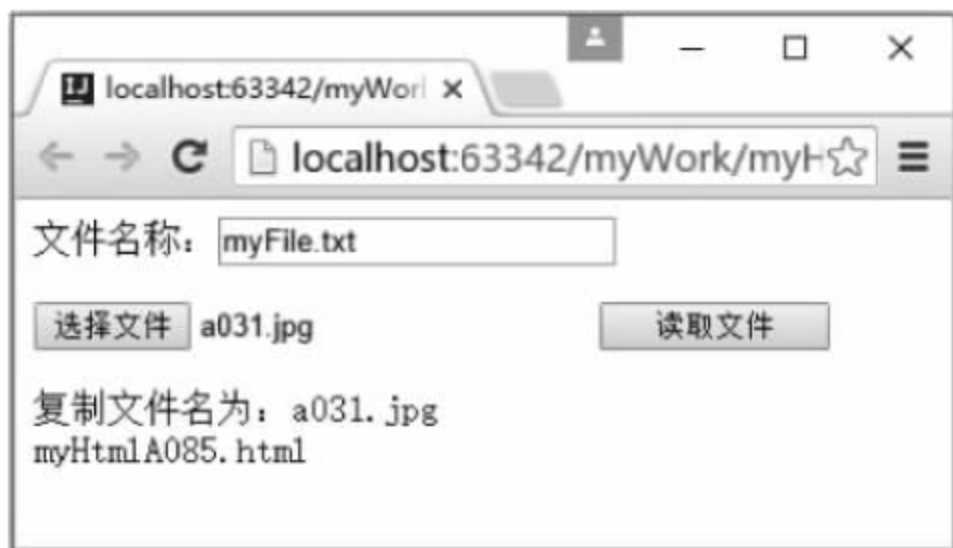 localhost:63342/myWorl
localhost:63342/myWork/myH
文件名称：myFile.txt
选择文件 a031.jpg 读取文件
复制文件名为：a031.jpg
myHtmlA085.html